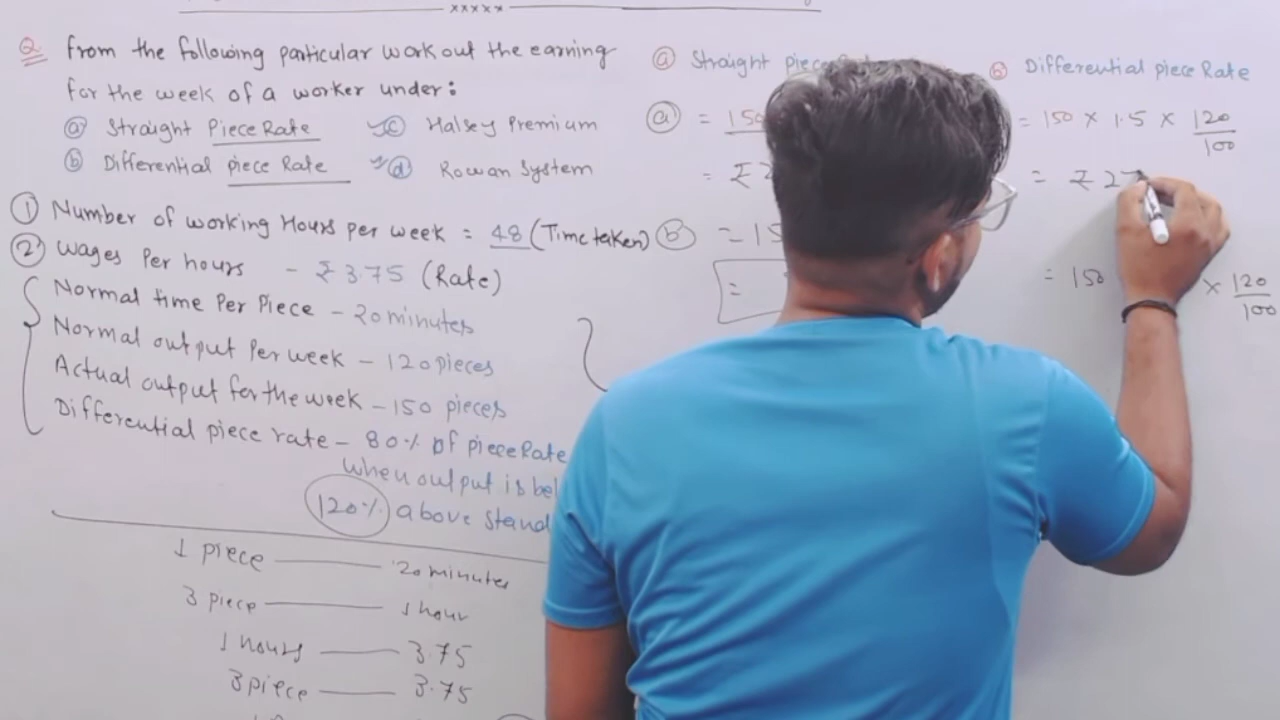 xxxxx
Q. From the following particular work out the earning
for the week of a worker under:
(a) Straight Piece Rate (c) Halsey Premium
(b) Differential piece Rate (d) Rowan System
① Number of working Hours per week = 48 (Time taken)
② Wages Per hours - ₹ 3.75 (Rate)
Normal time Per Piece - 20 minutes
Normal output Per week - 120 pieces
Actual output for the week - 150 pieces
Differential piece rate - 80% of piece Rate
when output is bel
120% above Stand
1 piece 20 minutes
3 piece 1 hour
1 hours 3.75
3 piece 3.75
(a) Straight piece
(a) = 150
= ₹ 2
(B) = 15
=
(b) Differential piece Rate
= 150 × 1.5 × 120/100
= ₹ 27
= 150 × 120/100